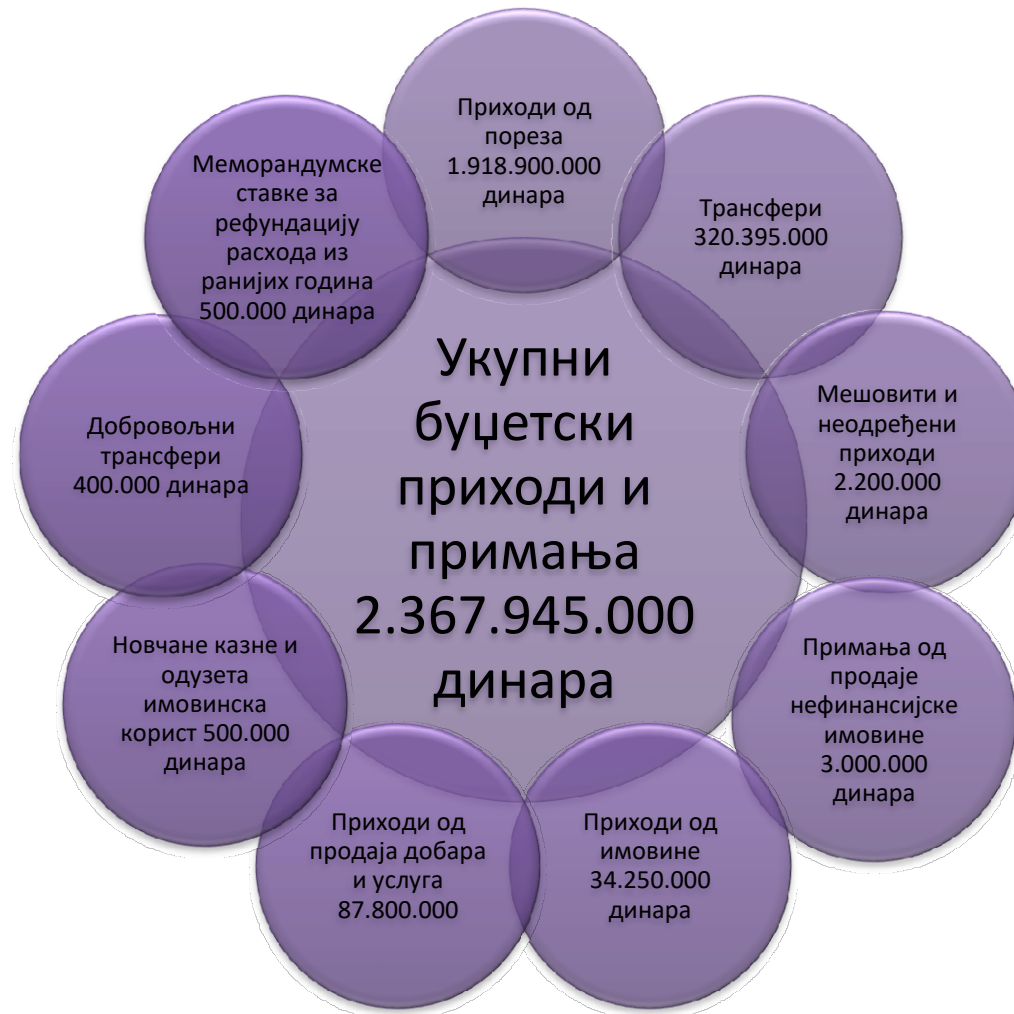 Приходи од
пореза
1.918.900.000
динара
Трансфери
320.395.000
динара
Мешовити и
неодређени
приходи
2.200.000
динара
Примања од
продаје
нефинансијске
имовине
3.000.000
динара
Приходи од
имовине
34.250.000
динара
Приходи од
продаја добара
и услуга
87.800.000
Новчане казне и
одузета
имовинска
корист 500.000
динара
Добровољни
трансфери
400.000 динара
Меморандумске
ставке за
рефундацију
расхода из
ранијих година
500.000 динара
Укупни
буџетски
приходи и
примања
2.367.945.000
динара